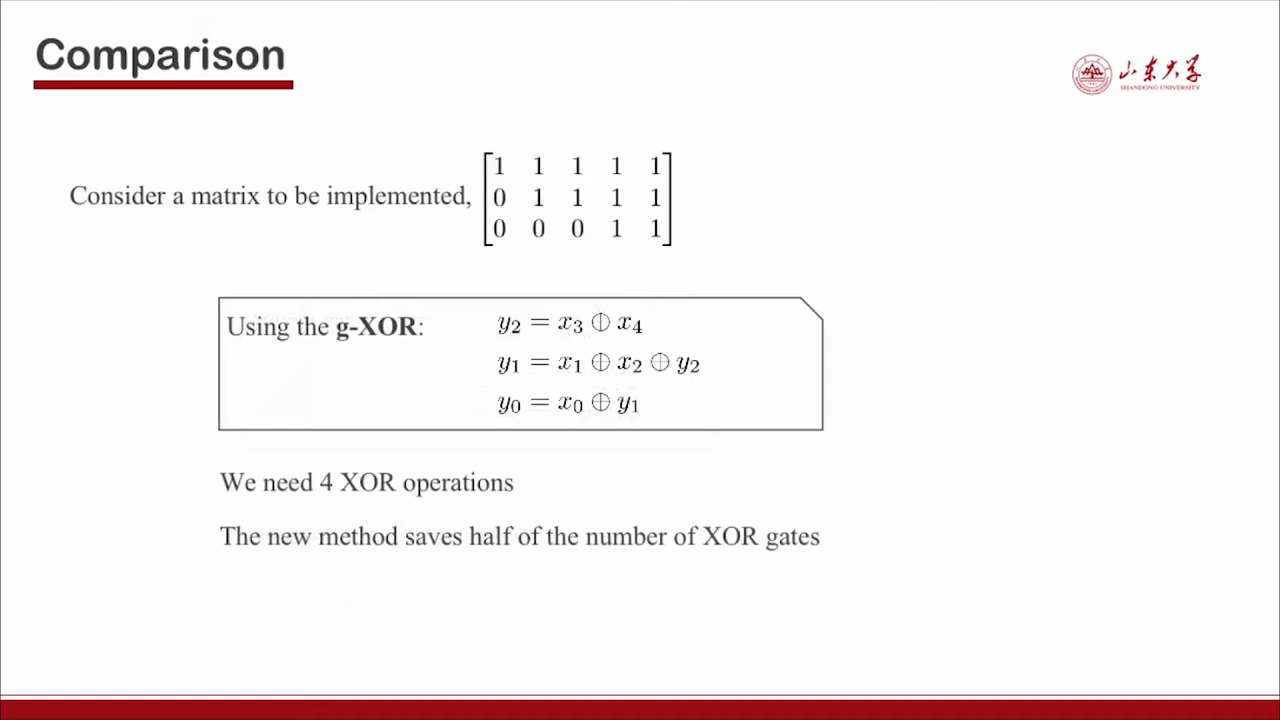 Comparison
山东大学
SHANDONG UNIVERSITY
Consider a matrix to be implemented,
1 1 1 1 1
0 1 1 1 1
0 0 0 1 1
Using the g-XOR:
y₂ = x₃ ⊕ x₄
y₁ = x₁ ⊕ x₂ ⊕ y₂
y₀ = x₀ ⊕ y₁
We need 4 XOR operations
The new method saves half of the number of XOR gates